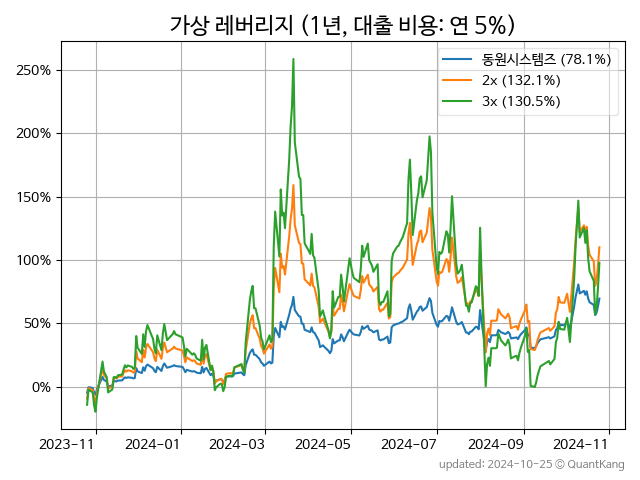 가상 레버리지 (1년, 대출 비용: 연 5%)
동원시스템즈 (78.1%)
2x (132.1%)
3x (130.5%)
250%
200%
150%
100%
50%
0%
2023-11 2024-01 2024-03 2024-05 2024-07 2024-09 2024-11
updated: 2024-10-25 © QuantKang